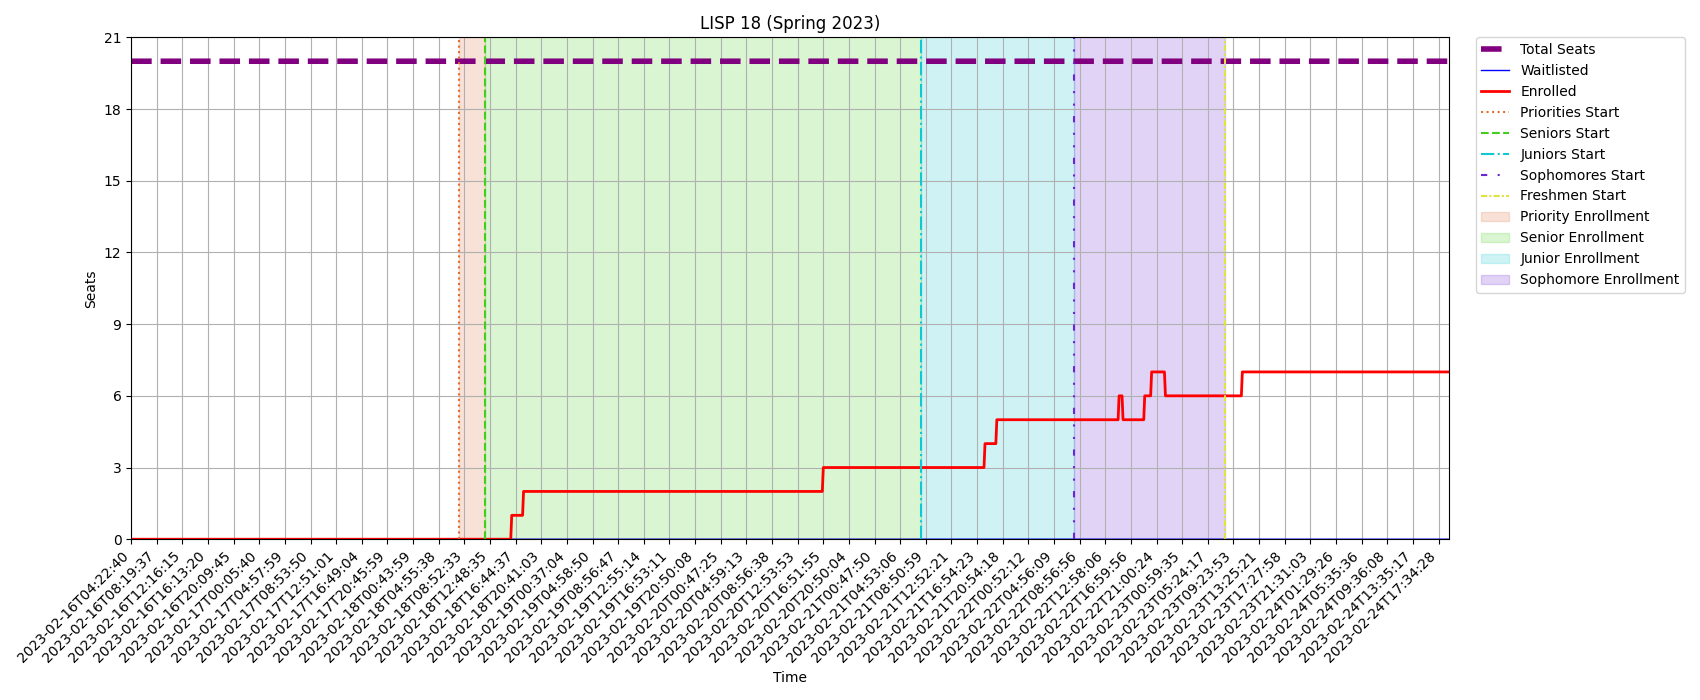 LISP 18 (Spring 2023)
21
18
15
12
9
6
3
0
Seats
Total Seats
Waitlisted
Enrolled
Priorities Start
Seniors Start
Juniors Start
Sophomores Start
Freshmen Start
Priority Enrollment
Senior Enrollment
Junior Enrollment
Sophomore Enrollment
2023-02-16T04:22:40
2023-02-16T08:19:37
2023-02-16T12:16:15
2023-02-16T16:13:20
2023-02-16T20:09:45
2023-02-17T00:05:40
2023-02-17T04:57:59
2023-02-17T08:53:50
2023-02-17T12:51:01
2023-02-17T16:49:04
2023-02-17T20:45:59
2023-02-18T00:43:59
2023-02-18T04:55:38
2023-02-18T08:52:33
2023-02-18T12:48:35
2023-02-18T16:44:37
2023-02-18T20:41:03
2023-02-19T00:37:04
2023-02-19T04:58:50
2023-02-19T08:56:47
2023-02-19T12:55:14
2023-02-19T16:53:11
2023-02-19T20:50:08
2023-02-20T00:47:25
2023-02-20T04:59:13
2023-02-20T08:56:38
2023-02-20T12:53:53
2023-02-20T16:51:55
2023-02-20T20:50:04
2023-02-21T00:47:50
2023-02-21T04:53:06
2023-02-21T08:50:59
2023-02-21T12:52:21
2023-02-21T16:54:23
2023-02-21T20:54:18
2023-02-22T00:52:12
2023-02-22T04:56:09
2023-02-22T08:56:56
2023-02-22T12:58:06
2023-02-22T16:59:56
2023-02-22T21:00:24
2023-02-23T00:59:35
2023-02-23T05:24:17
2023-02-23T09:23:53
2023-02-23T13:25:21
2023-02-23T17:27:58
2023-02-23T21:31:03
2023-02-24T01:29:26
2023-02-24T05:35:36
2023-02-24T09:36:08
2023-02-24T13:35:17
2023-02-24T17:34:28
Time